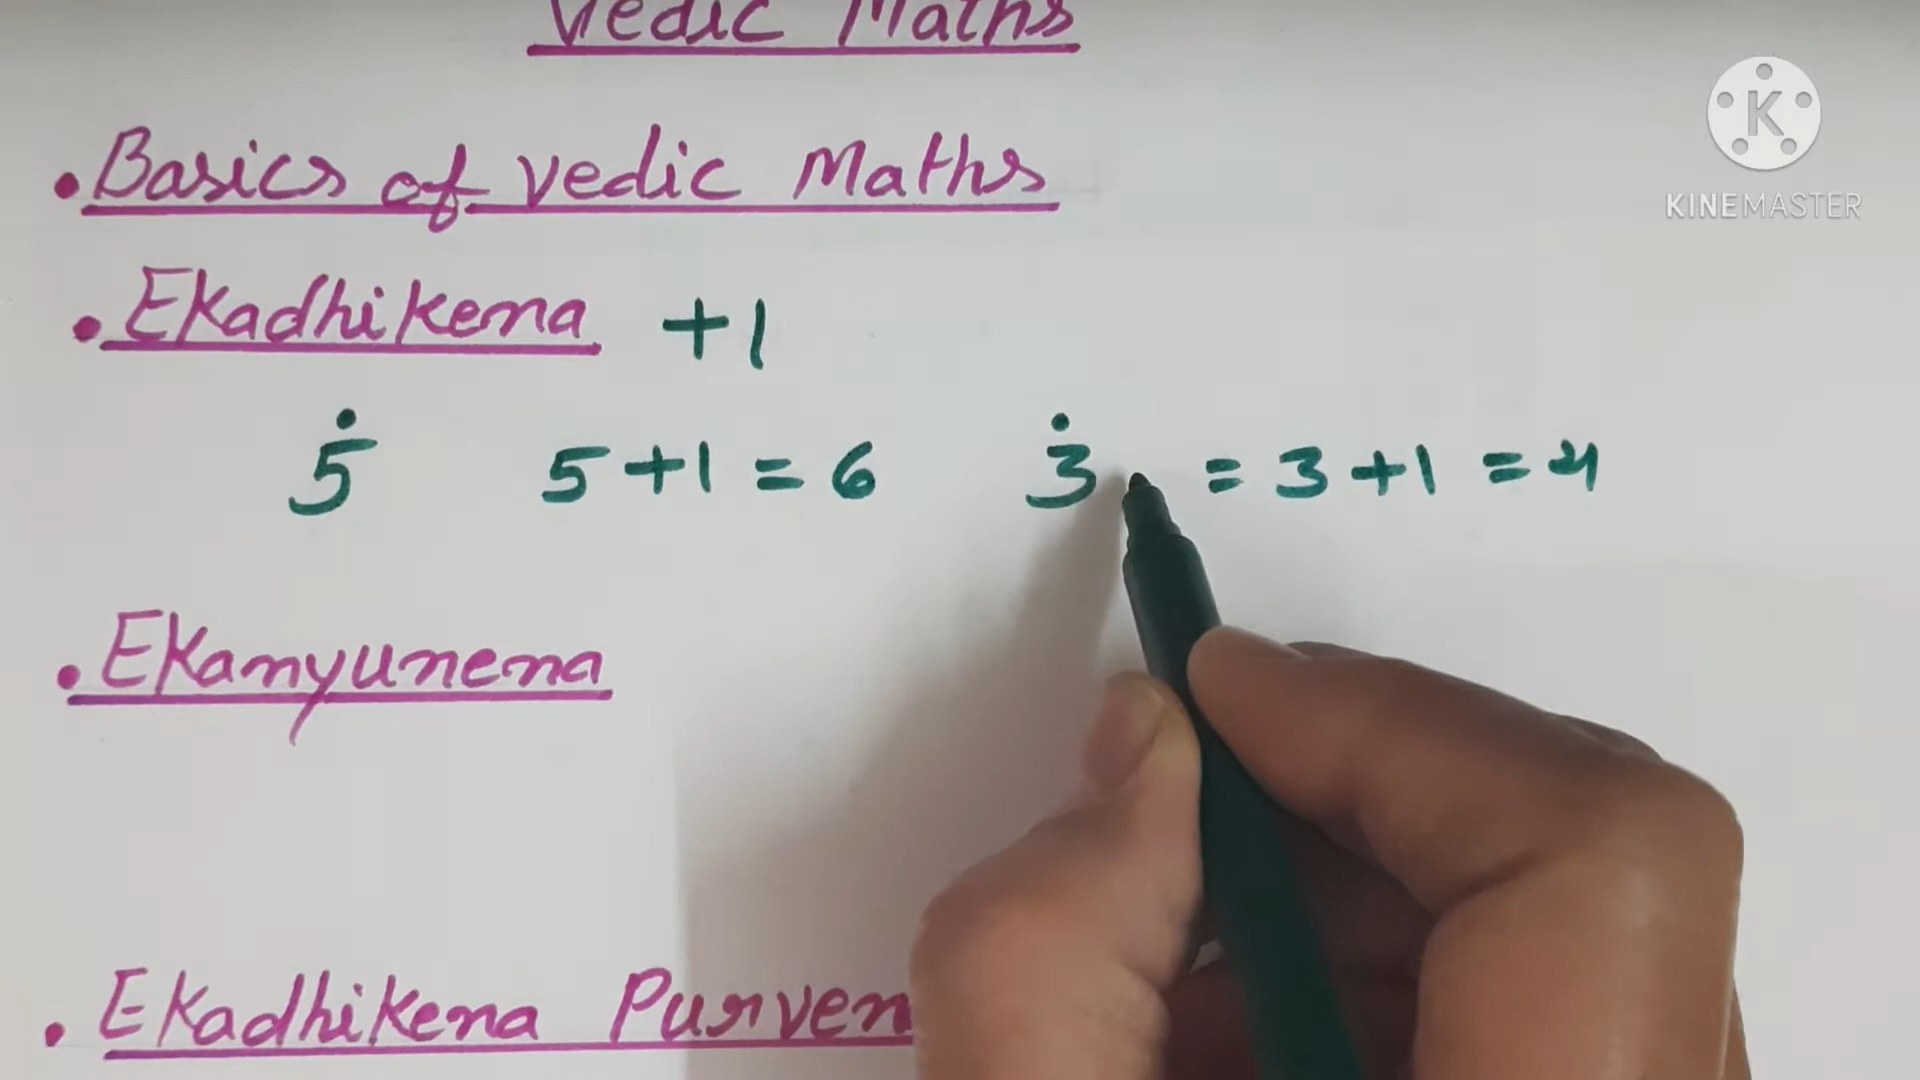 Vedic Maths
K
KINEMASTER
• Basics of Vedic Maths
• Ekadhikena +1
5̇ 5+1=6 3̇ =3+1=4
• Ekanyunena
• Ekadhikena